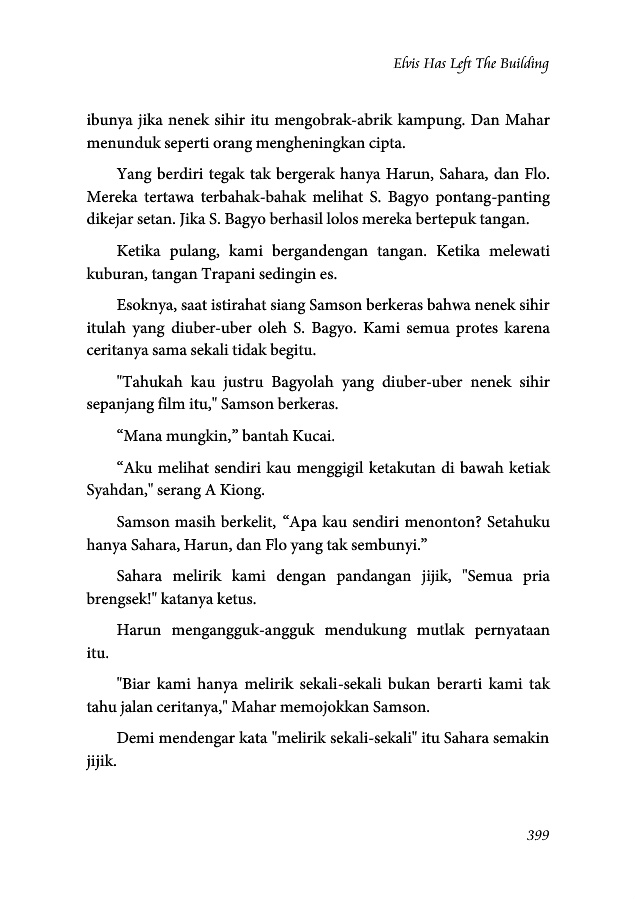 Elvis Has Left The Building
ibunya jika nenek sihir itu mengobrak-abrik kampung. Dan Mahar
menunduk seperti orang mengheningkan cipta.
Yang berdiri tegak tak bergerak hanya Harun, Sahara, dan Flo.
Mereka tertawa terbahak-bahak melihat S. Bagyo pontang-panting
dikejar setan. Jika S. Bagyo berhasil lolos mereka bertepuk tangan.
Ketika pulang, kami bergandengan tangan. Ketika melewati
kuburan, tangan Trapani sedingin es.
Esoknya, saat istirahat siang Samson berkeras bahwa nenek sihir
itulah yang diuber-uber oleh S. Bagyo. Kami semua protes karena
ceritanya sama sekali tidak begitu.
"Tahukah kau justru Bagyolah yang diuber-uber nenek sihir
sepanjang film itu," Samson berkeras.
“Mana mungkin,” bantah Kucai.
“Aku melihat sendiri kau menggigil ketakutan di bawah ketiak
Syahdan," serang A Kiong.
Samson masih berkelit, “Apa kau sendiri menonton? Setahuku
hanya Sahara, Harun, dan Flo yang tak sembunyi.”
Sahara melirik kami dengan pandangan jijik, "Semua pria
brengsek!" katanya ketus.
Harun mengangguk-angguk mendukung mutlak pernyataan
itu.
"Biar kami hanya melirik sekali-sekali bukan berarti kami tak
tahu jalan ceritanya," Mahar memojokkan Samson.
Demi mendengar kata "melirik sekali-sekali" itu Sahara semakin
jijik.
399